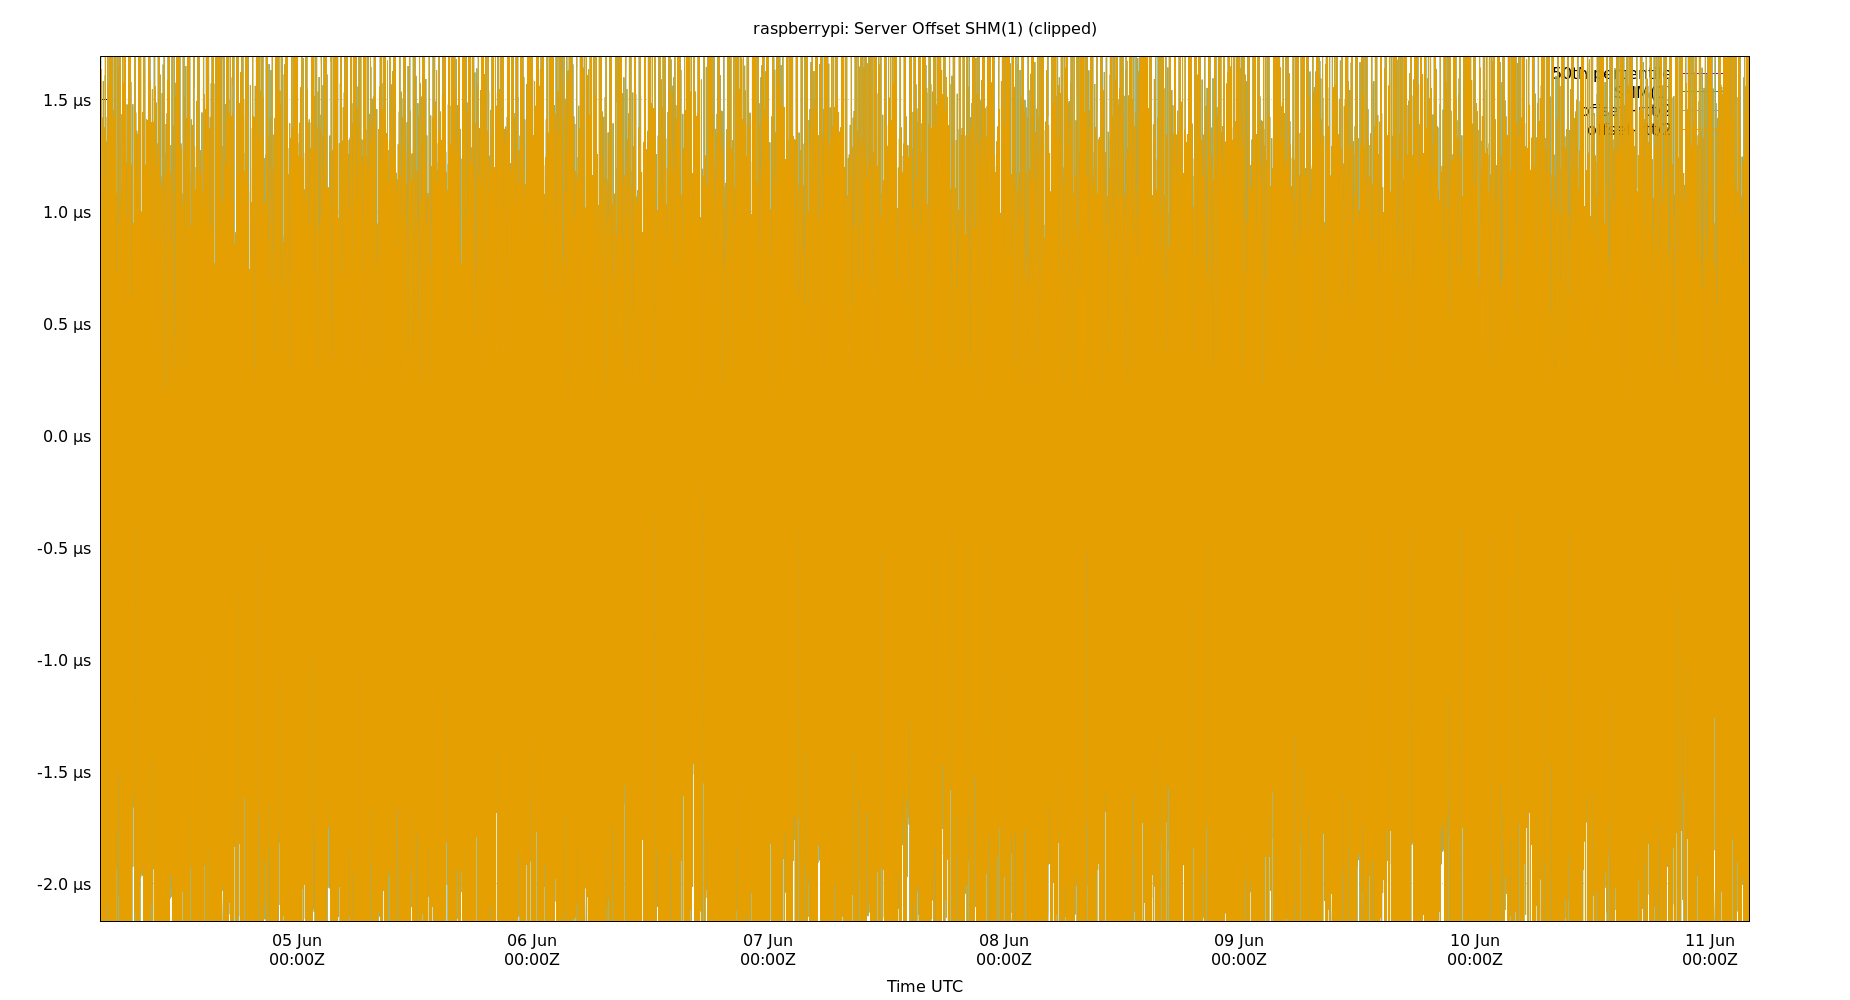 raspberrypi: Server Offset SHM(1) (clipped)
1.5 µs
1.0 µs
0.5 µs
0.0 µs
-0.5 µs
-1.0 µs
-1.5 µs
-2.0 µs
05 Jun 06 Jun 07 Jun 08 Jun 09 Jun 10 Jun 11 Jun
00:00Z 00:00Z 00:00Z 00:00Z 00:00Z 00:00Z 00:00Z
Time UTC